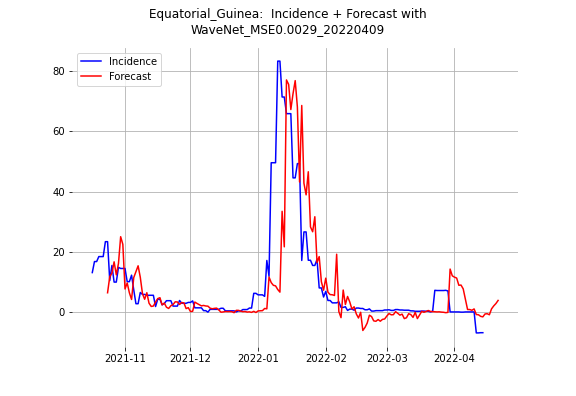 Equatorial_Guinea:  Incidence + Forecast with
WaveNet_MSE0.0029_20220409
Incidence
Forecast
80
60
40
20
0
2021-11
2021-12
2022-01
2022-02
2022-03
2022-04